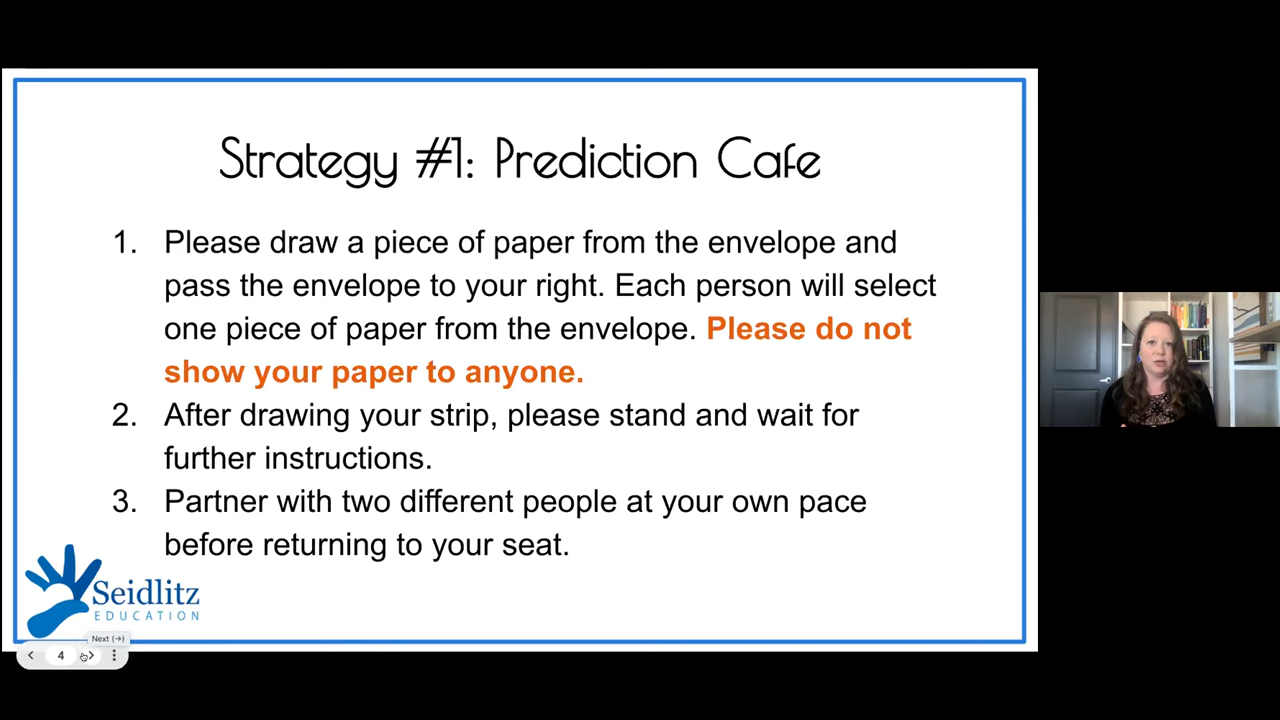 Strategy #1: Prediction Cafe
1. Please draw a piece of paper from the envelope and
pass the envelope to your right. Each person will select
one piece of paper from the envelope. Please do not
show your paper to anyone.
2. After drawing your strip, please stand and wait for
further instructions.
3. Partner with two different people at your own pace
before returning to your seat.
Seidlitz
EDUCATION
Next (→)
4